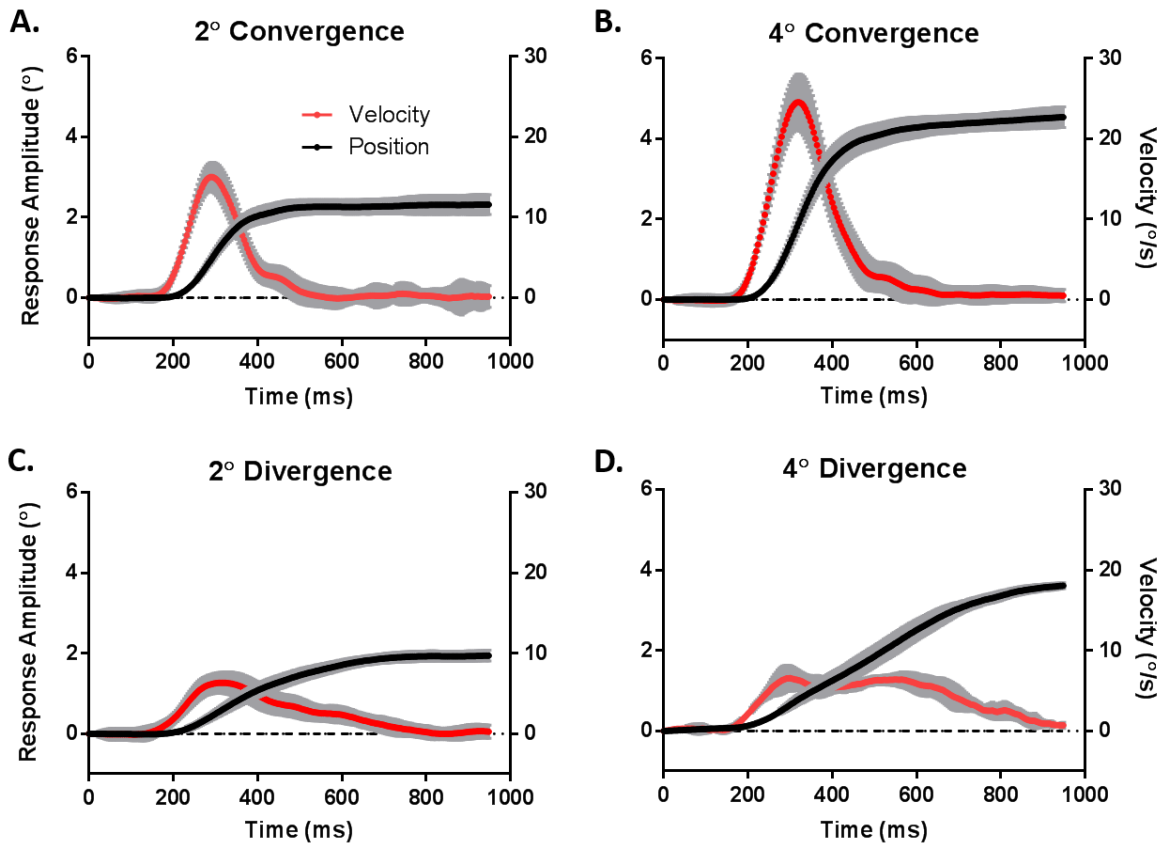 A.
2° Convergence
Response Amplitude (°)
6
4
2
0
30
20
10
0
Velocity
Position
0 200 400 600 800 1000
Time (ms)
B.
4° Convergence
6
4
2
0
30
20
10
0
Velocity (°/s)
0 200 400 600 800 1000
Time (ms)
C.
2° Divergence
Response Amplitude (°)
6
4
2
0
30
20
10
0
0 200 400 600 800 1000
Time (ms)
D.
4° Divergence
6
4
2
0
30
20
10
0
Velocity (°/s)
0 200 400 600 800 1000
Time (ms)